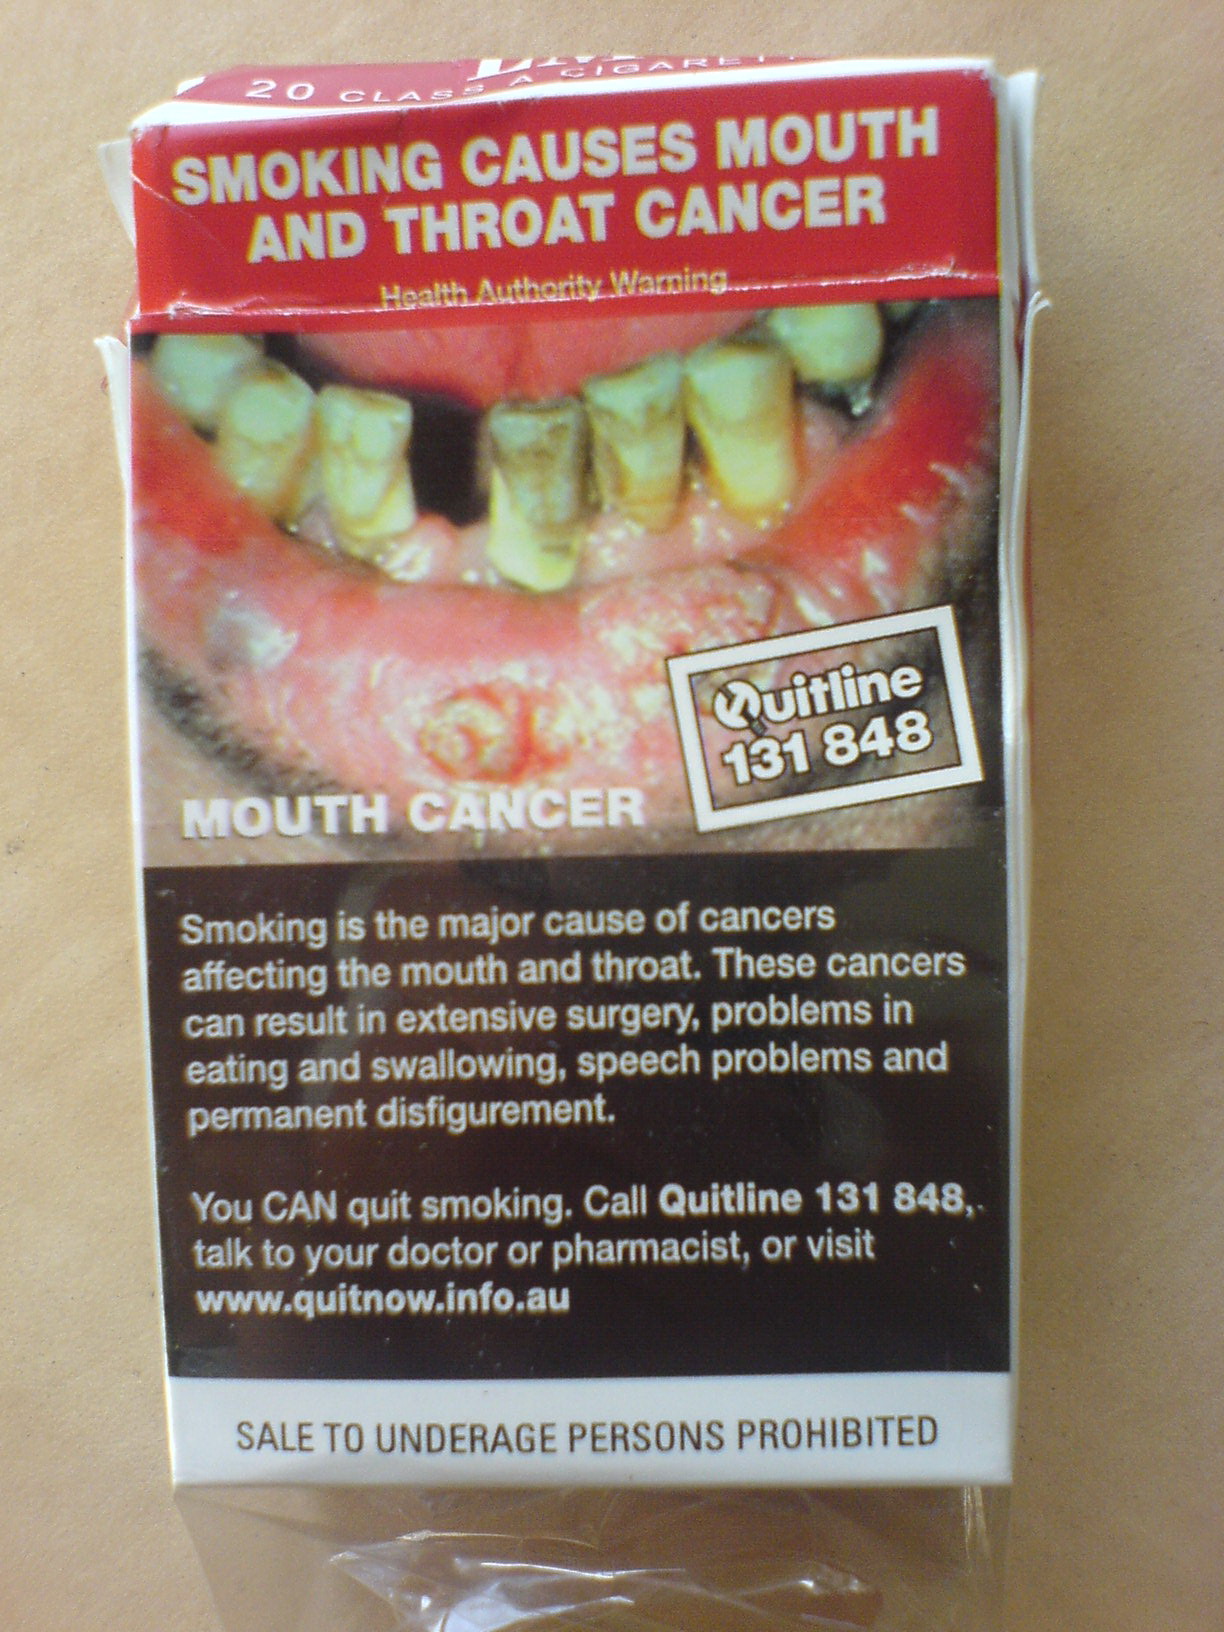 20 CLASS A CIGARE
SMOKING CAUSES MOUTH
AND THROAT CANCER
Health Authority Warning
Quitline
131 848
MOUTH CANCER
Smoking is the major cause of cancers
affecting the mouth and throat. These cancers
can result in extensive surgery, problems in
eating and swallowing, speech problems and
permanent disfigurement.
You CAN quit smoking. Call Quitline 131 848,
talk to your doctor or pharmacist, or visit
www.quitnow.info.au
SALE TO UNDERAGE PERSONS PROHIBITED